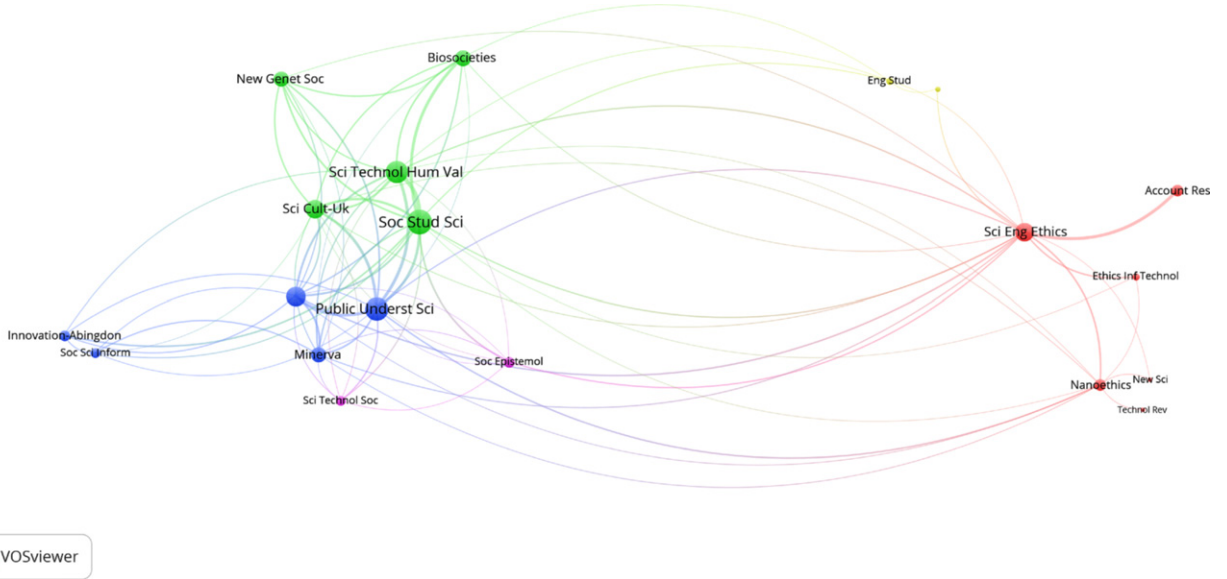 Biosocieties
New Genet Soc
Eng Stud
Sci Technol Hum Val
Account Res
Sci Cult-Uk
Soc Stud Sci
Sci Eng Ethics
Ethics Inf Technol
Public Underst Sci
Innovation-Abingdon
Soc Sci Inform
Minerva
Soc Epistemol
New Sci
Nanoethics
Sci Technol Soc
Technol Rev
VOSviewer